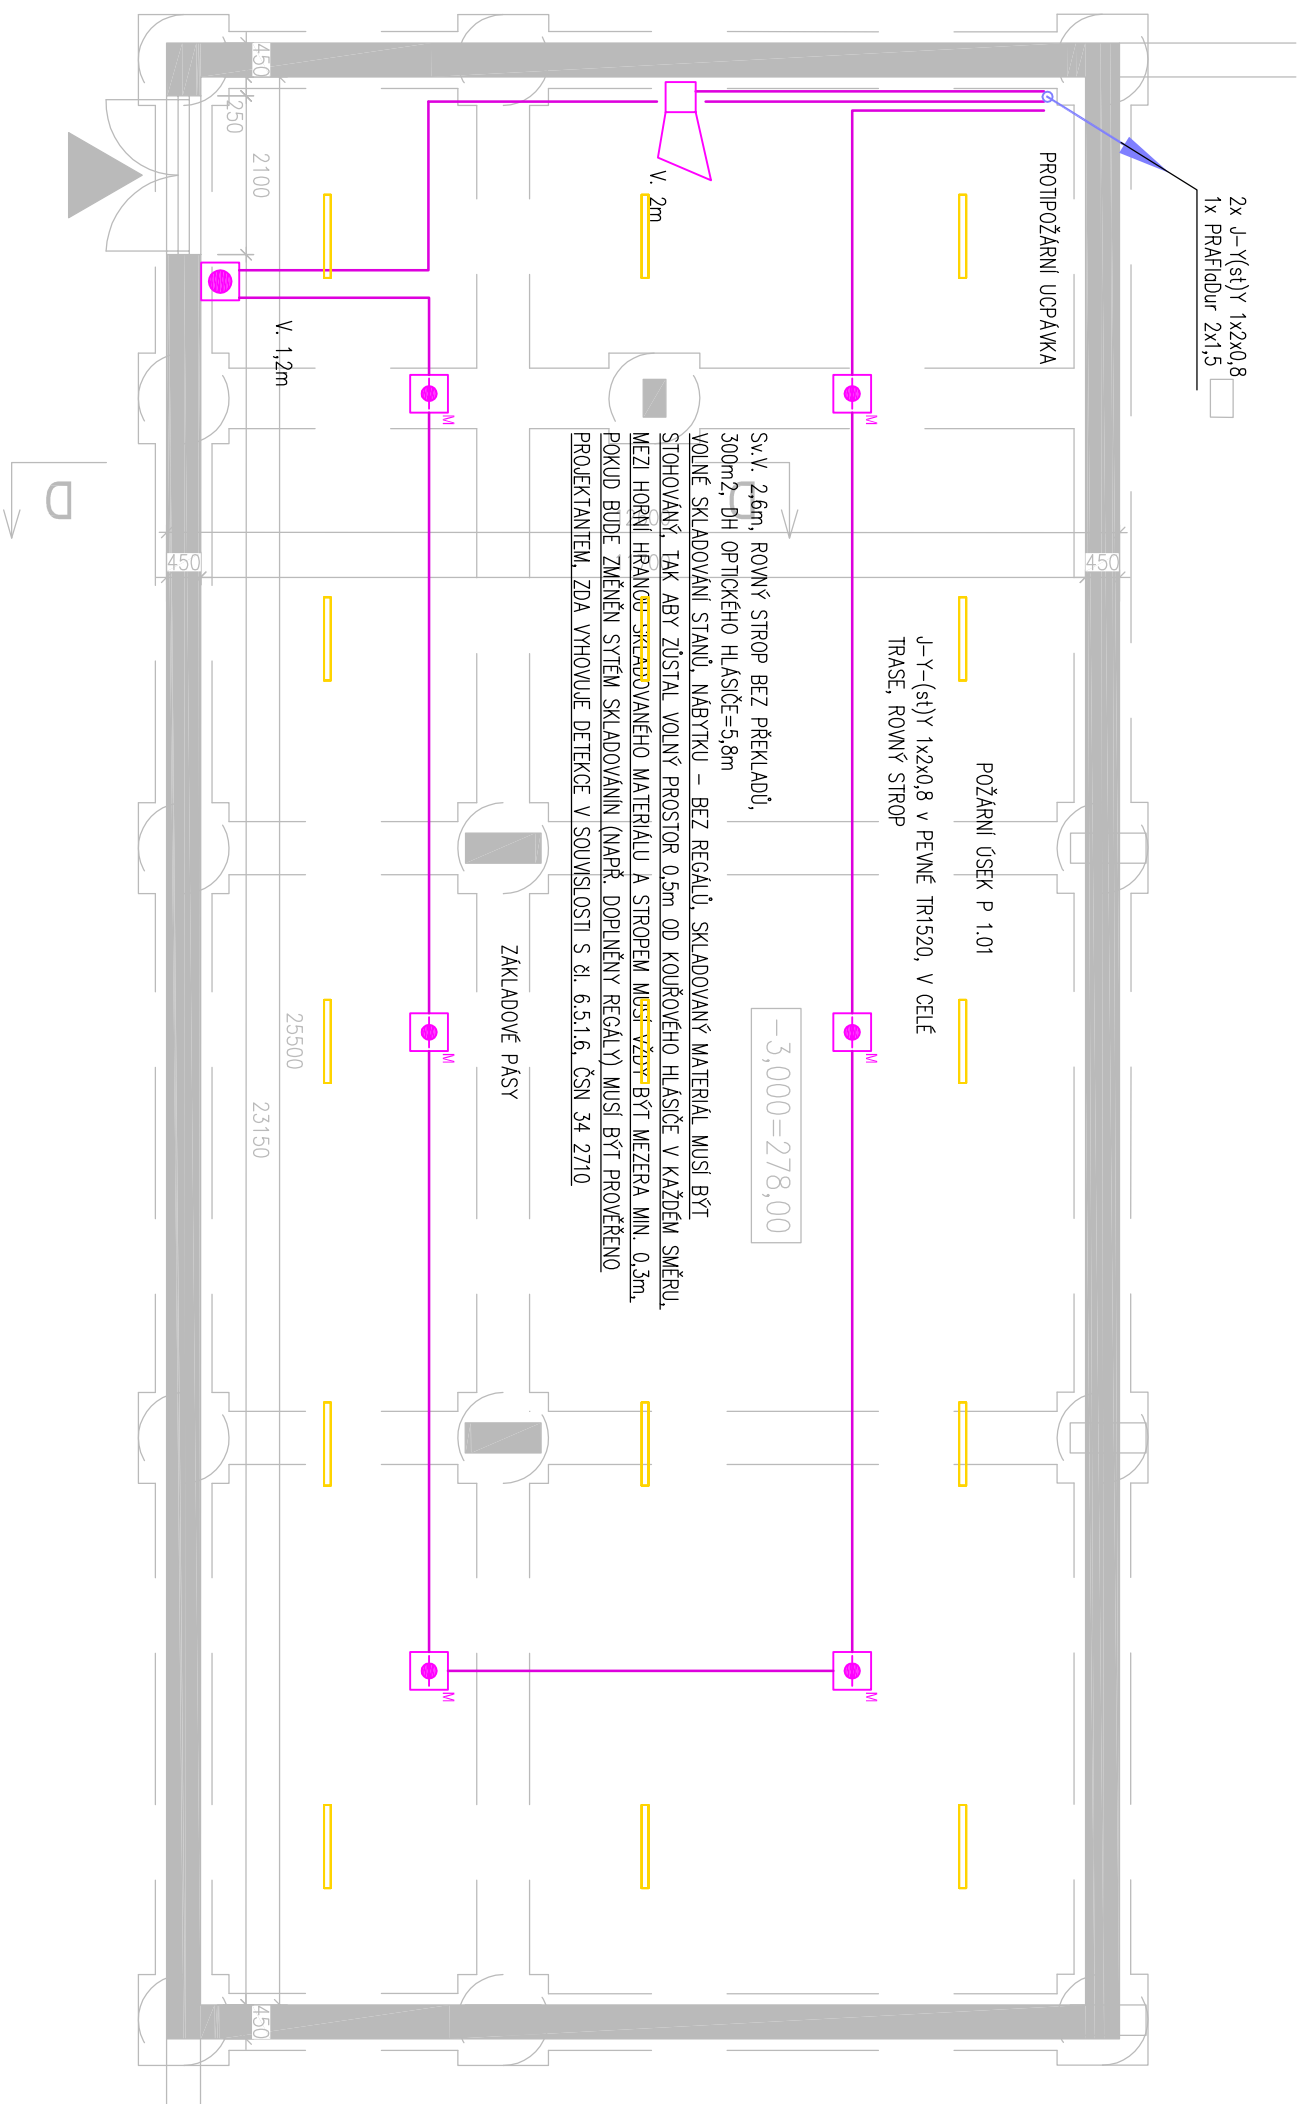 2x J-Y(st)Y 1x2x0,8
1x PRAFlaDur 2x1,5
PROTIPOŽÁRNÍ UCPÁVKA
POŽÁRNÍ ÚSEK P 1.01
J-Y-(st)Y 1x2x0,8 v PEVNÉ TR1520, V CELÉ
TRASE, ROVNÝ STROP
-3,000=278,00
Sv.V. 2,6m, ROVNÝ STROP BEZ PŘEKLADŮ,
300m2, DH OPTICKÉHO HLÁSIČE=5,8m
VOLNÉ SKLADOVÁNÍ STANŮ, NÁBYTKU - BEZ REGÁLŮ, SKLADOVANÝ MATERIÁL MUSÍ BÝT
STOHOVÁNÝ, TAK ABY ZŮSTAL VOLNÝ PROSTOR 0,5m OD KOUŘOVÉHO HLÁSIČE V KAŽDÉM SMĚRU,
MEZI HORNÍ HRANOU SKLADOVANÉHO MATERIÁLU A STROPEM MUSÍ VŽDY BÝT MEZERA MIN. 0,3m,
POKUD BUDE ZMĚNĚN SYTÉM SKLADOVÁNÍN (NAPŘ. DOPLNĚNY REGÁLY) MUSÍ BÝT PROVĚŘENO
PROJEKTANTEM, ZDA VYHOVUJE DETEKCE V SOUVISLOSTI S čl. 6.5.1.6, ČSN 34 2710
ZÁKLADOVÉ PÁSY
V. 2m
V. 1,2m
M
M
M
M
M
M
D
D
450
250
2100
450
450
25500
23150
450